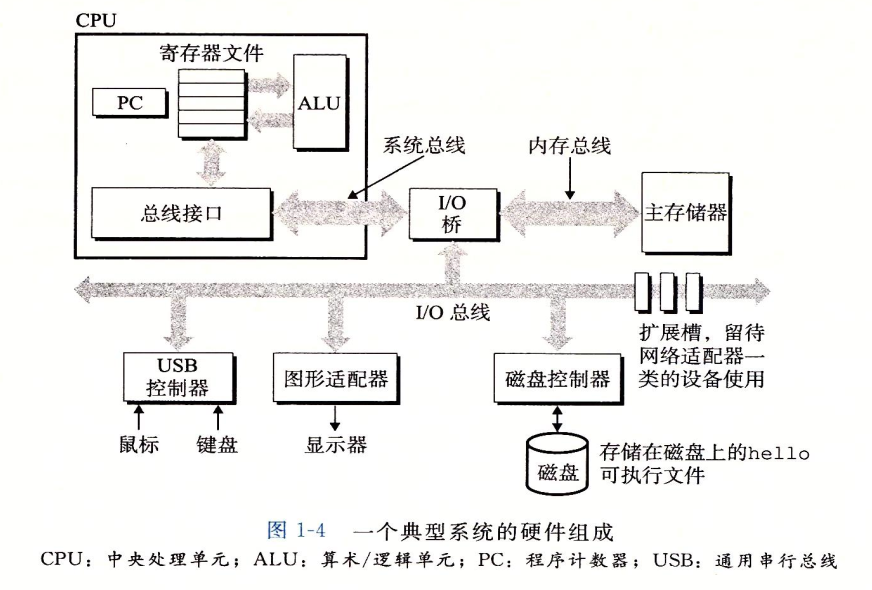 CPU
寄存器文件
PC
ALU
系统总线
内存总线
总线接口
I/O
桥
主存储器
I/O 总线
扩展槽，留待
网络适配器一
类的设备使用
USB
控制器
图形适配器
磁盘控制器
鼠标
键盘
显示器
磁盘
存储在磁盘上的hello
可执行文件
图 1-4 一个典型系统的硬件组成
CPU：中央处理单元；ALU：算术/逻辑单元；PC：程序计数器；USB：通用串行总线